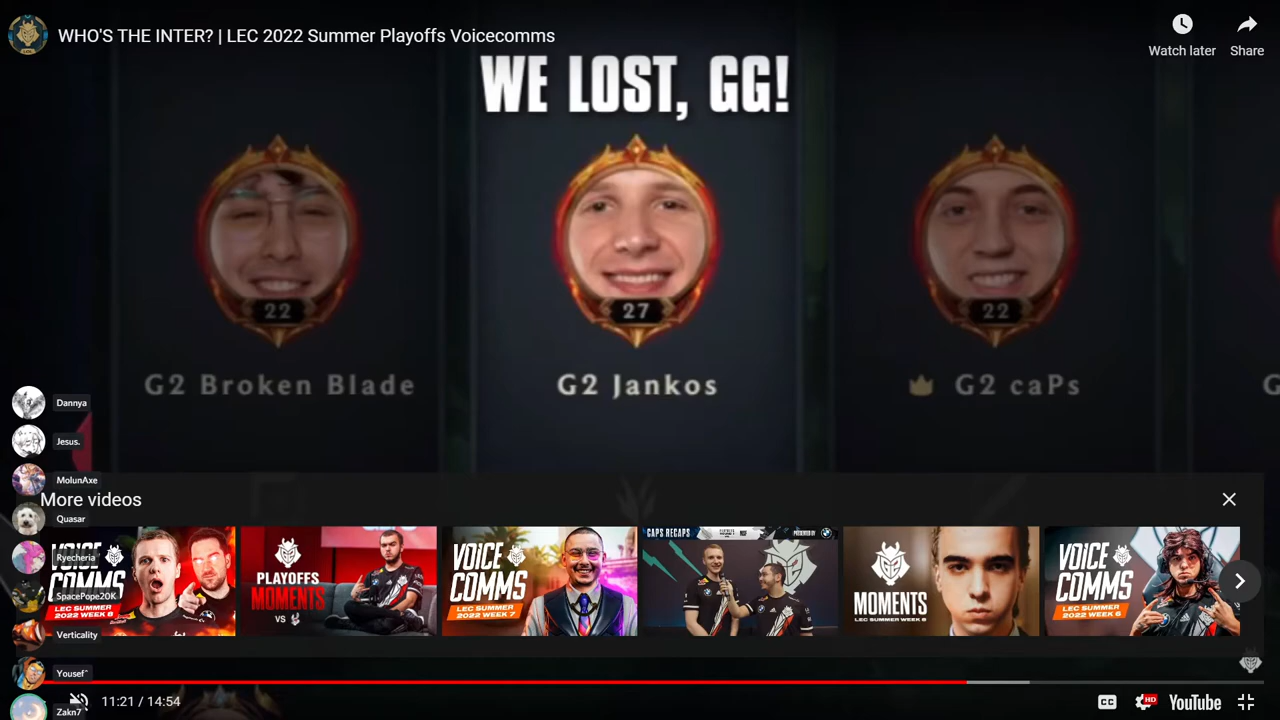 WHO'S THE INTER? | LEC 2022 Summer Playoffs Voicecomms
Watch later
Share
WE LOST, GG!
22
27
22
G2 Broken Blade
G2 Jankos
G2 caPs
G
Dannya
Jesus.
MolunAxe
More videos
Quasar
Ryecheria
SpacePope20K
Verticality
Yousef^
Zakn7
VOICE
COMMS
LEC SUMMER
2022 WEEK 8
PLAYOFFS
MOMENTS
VS
VOICE
COMMS
LEC SUMMER
2022 WEEK 7
CAPS RECAPS
MOMENTS
LEC SUMMER 2022 WEEK 8
VOICE
COMMS
LEC SUMMER
2022 WEEK 6
11:21 / 14:54
CC
HD
YouTube